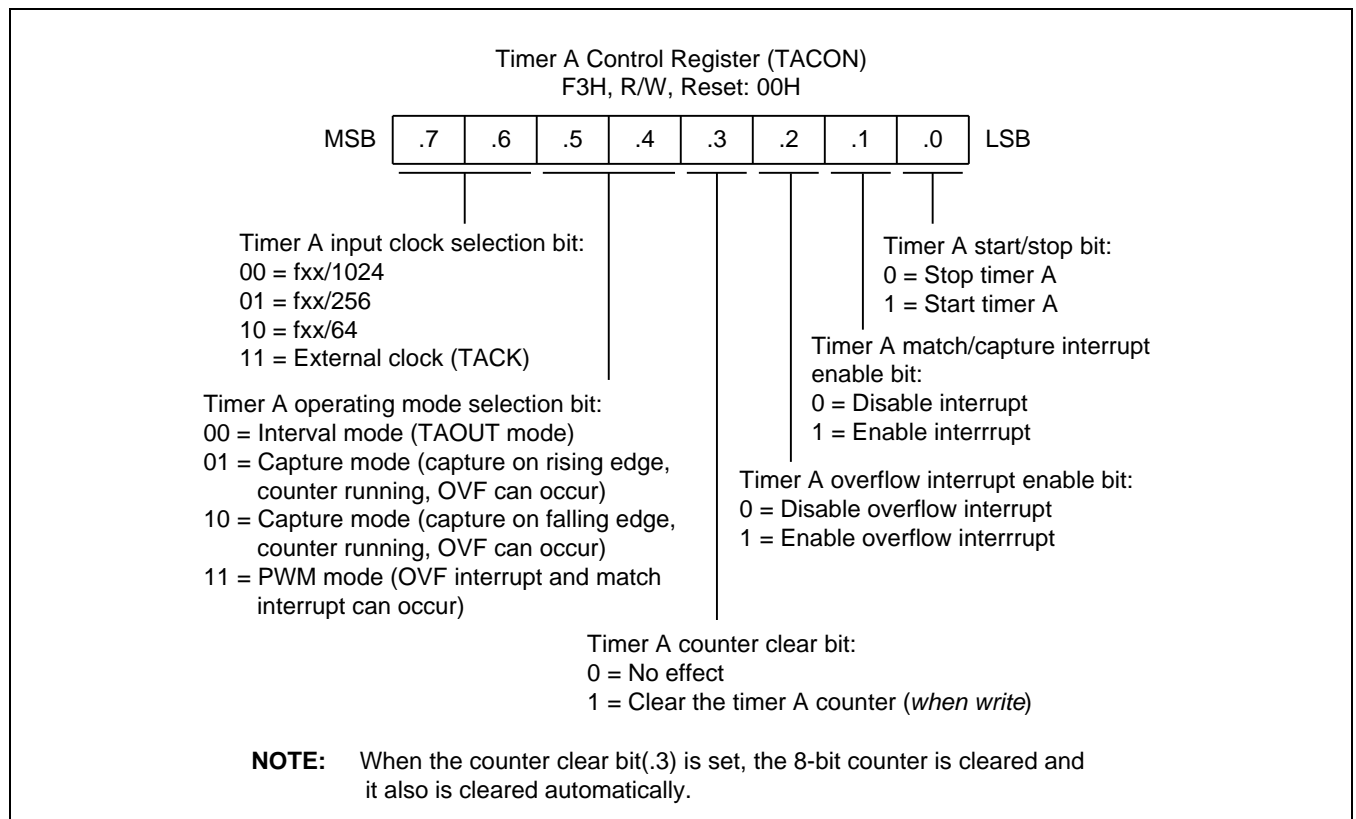 Timer A Control Register (TACON)
F3H, R/W, Reset: 00H
MSB .7 .6 .5 .4 .3 .2 .1 .0 LSB
Timer A input clock selection bit:
00 = fxx/1024
01 = fxx/256
10 = fxx/64
11 = External clock (TACK)
Timer A start/stop bit:
0 = Stop timer A
1 = Start timer A
Timer A match/capture interrupt
enable bit:
0 = Disable interrupt
1 = Enable interrrupt
Timer A operating mode selection bit:
00 = Interval mode (TAOUT mode)
01 = Capture mode (capture on rising edge,
counter running, OVF can occur)
10 = Capture mode (capture on falling edge,
counter running, OVF can occur)
11 = PWM mode (OVF interrupt and match
interrupt can occur)
Timer A overflow interrupt enable bit:
0 = Disable overflow interrupt
1 = Enable overflow interrrupt
Timer A counter clear bit:
0 = No effect
1 = Clear the timer A counter (when write)
NOTE: When the counter clear bit(.3) is set, the 8-bit counter is cleared and
it also is cleared automatically.